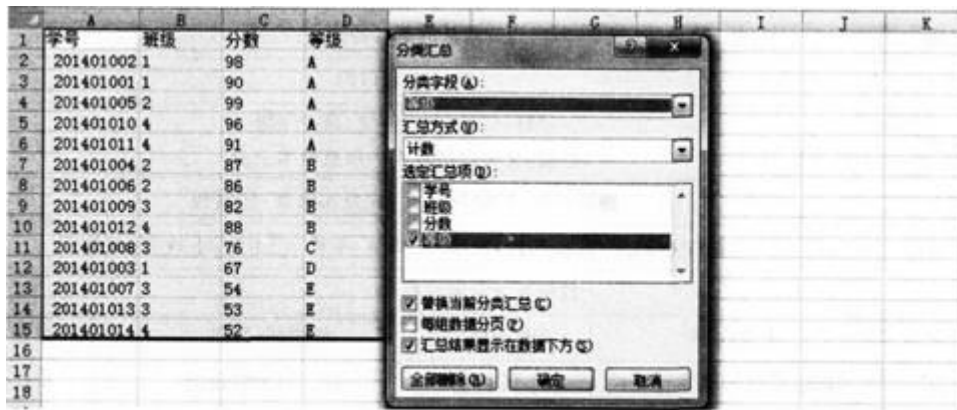 A B C D E F G H I J K
1 学号 班级 分数 等级
2 201401002 1 98 A
3 201401001 1 90 A
4 201401005 2 99 A
5 201401010 4 96 A
6 201401011 4 91 A
7 201401004 2 87 B
8 201401006 2 86 B
9 201401009 3 82 B
10 201401012 4 88 B
11 201401008 3 76 C
12 201401003 1 67 D
13 201401007 3 54 E
14 201401013 3 53 E
15 201401014 4 52 E
16
17
18
分类汇总
分类字段(A):
汇总方式(U):
计数
选定汇总项(D):
学号
班级
分数
替换当前分类汇总(C)
每组数据分页(P)
汇总结果显示在数据下方(S)
全部删除(R) 确定 取消